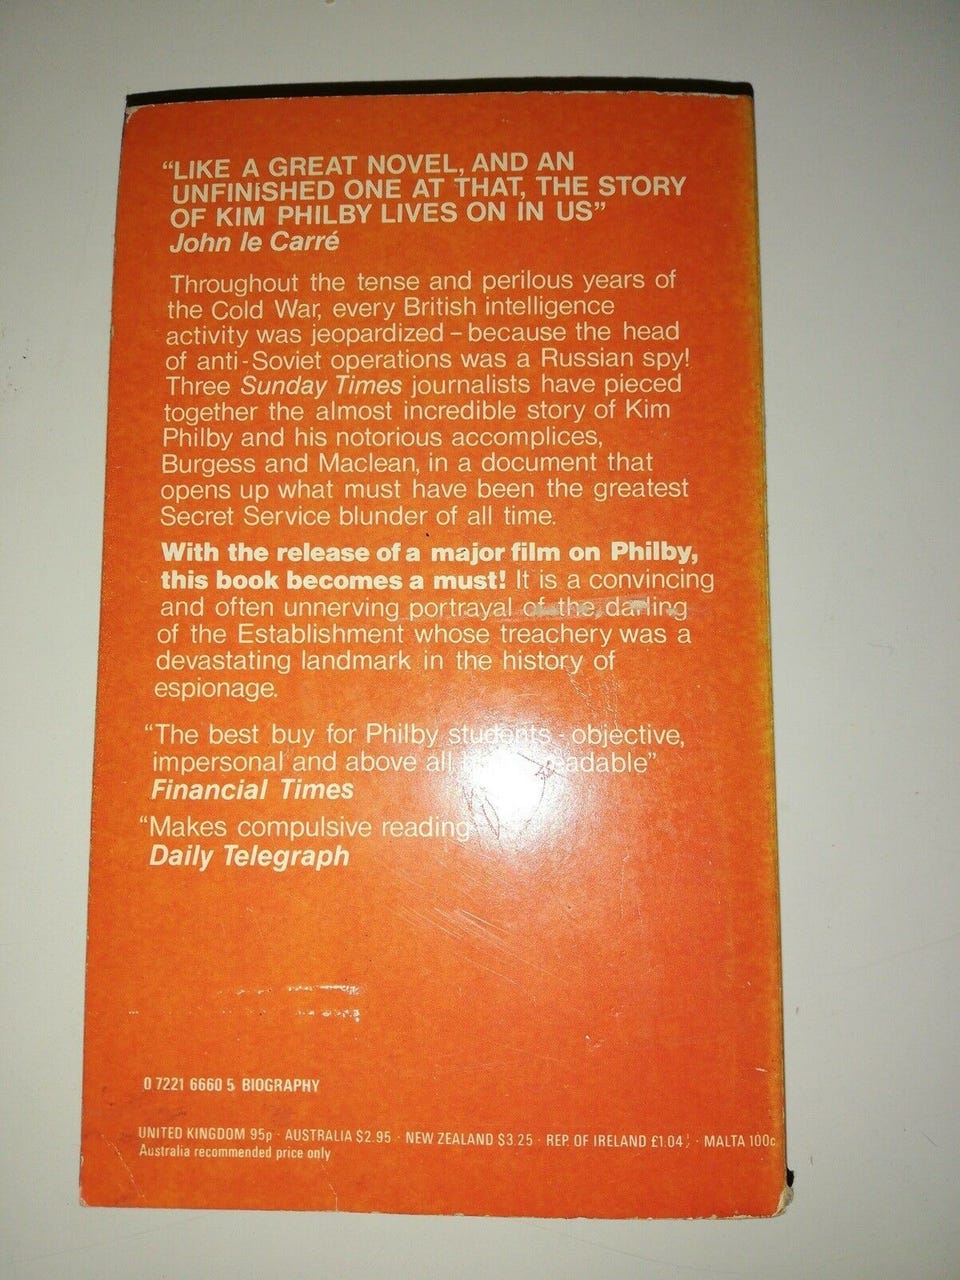 “LIKE A GREAT NOVEL, AND AN
UNFINISHED ONE AT THAT, THE STORY
OF KIM PHILBY LIVES ON IN US”
John le Carré
Throughout the tense and perilous years of
the Cold War, every British intelligence
activity was jeopardized – because the head
of anti-Soviet operations was a Russian spy!
Three Sunday Times journalists have pieced
together the almost incredible story of Kim
Philby and his notorious accomplices,
Burgess and Maclean, in a document that
opens up what must have been the greatest
Secret Service blunder of all time.
With the release of a major film on Philby,
this book becomes a must! It is a convincing
and often unnerving portrayal of the darling
of the Establishment whose treachery was a
devastating landmark in the history of
espionage.
“The best buy for Philby students - objective,
impersonal and above all
Financial Times
“Makes compulsive reading
Daily Telegraph
0 7221 6660 5 BIOGRAPHY
UNITED KINGDOM 95p · AUSTRALIA $2.95 · NEW ZEALAND $3.25 · REP. OF IRELAND £1.04 · MALTA 100c
Australia recommended price only